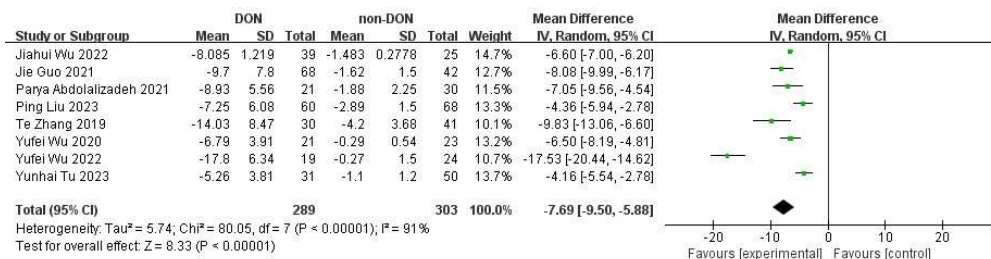 DON non-DON Mean Difference Mean Difference
Study or Subgroup Mean SD Total Mean SD Total Weight IV, Random, 95% CI IV, Random, 95% CI
Jiahui Wu 2022 -8.085 1.219 39 -1.483 0.2778 25 14.7% -6.60 [-7.00, -6.20]
Jie Guo 2021 -9.7 7.8 68 -1.62 1.5 42 12.9% -8.08 [-9.99, -6.17]
Parya Abdolalizadeh 2021 -8.93 5.56 21 -1.88 2.25 30 11.9% -7.05 [-9.56, -4.54]
Ping Liu 2023 -7.25 6.08 60 -2.89 1.5 68 13.4% -4.36 [-5.94, -2.78]
Te Zhang 2019 -14.03 8.47 30 -4.2 3.68 41 10.1% -9.83 [-13.06, -6.60]
Yufei Wu 2020 -6.79 3.91 21 -0.29 0.54 23 13.2% -6.50 [-8.19, -4.81]
Yufei Wu 2022 -17.8 6.34 19 -0.27 1.5 24 10.7% -17.53 [-20.44, -14.62]
Yunhai Tu 2023 -5.26 3.81 31 -1.1 1.2 50 13.7% -4.16 [-5.54, -2.78]
Total (95% CI) 289 303 100.0% -7.69 [-9.50, -5.88]
Heterogeneity: Tau² = 5.74; Chi² = 80.05, df = 7 (P < 0.00001); I² = 91%
Test for overall effect: Z = 8.33 (P < 0.00001)
-20 -10 0 10 20
Favours [experimental] Favours [control]